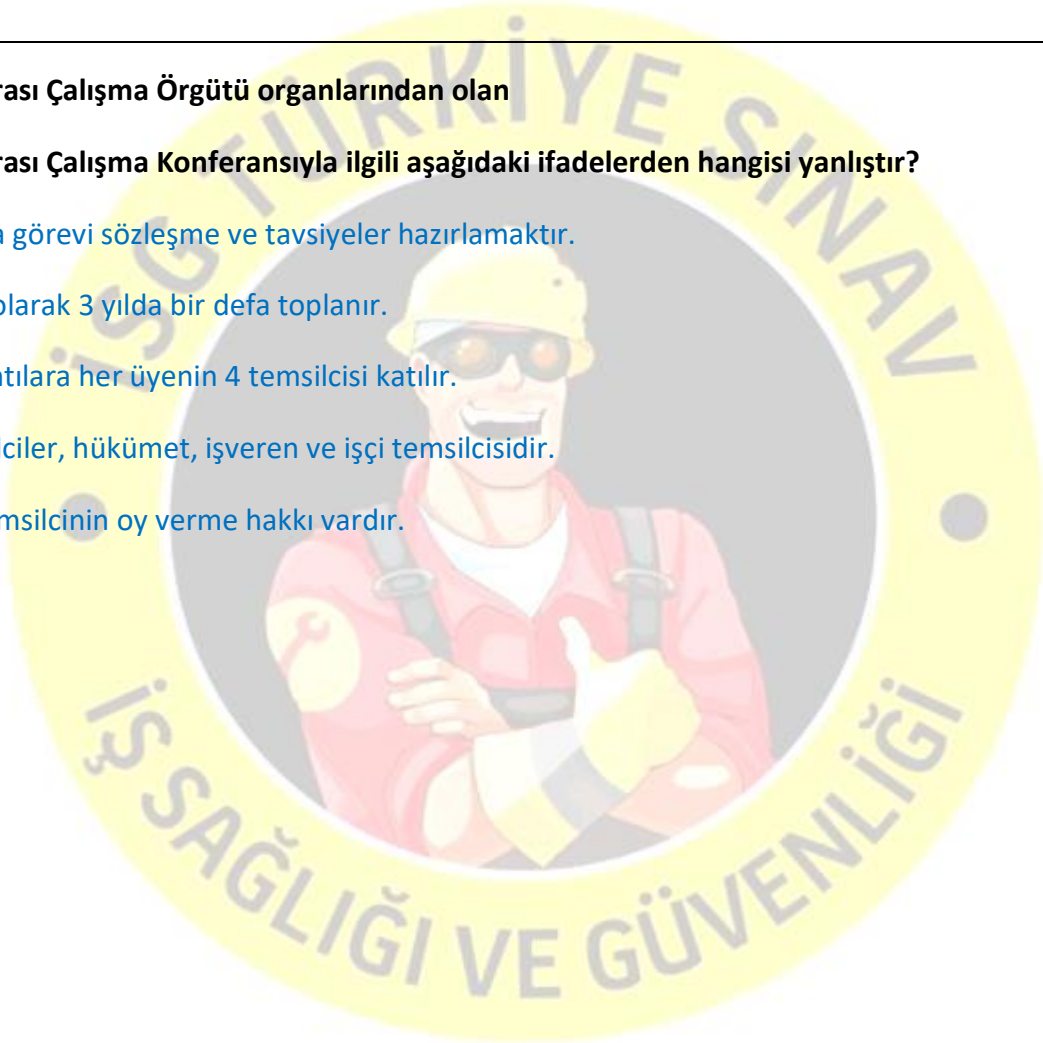 rası Çalışma Örgütü organlarından olan
rası Çalışma Konferansıyla ilgili aşağıdaki ifadelerden hangisi yanlıştır?
a görevi sözleşme ve tavsiyeler hazırlamaktır.
olarak 3 yılda bir defa toplanır.
ntılara her üyenin 4 temsilcisi katılır.
lciler, hükümet, işveren ve işçi temsilcisidir.
msilcinin oy verme hakkı vardır.
İSG TÜRKİYE SINAV
İŞ SAĞLIĞI VE GÜVENLİĞİ